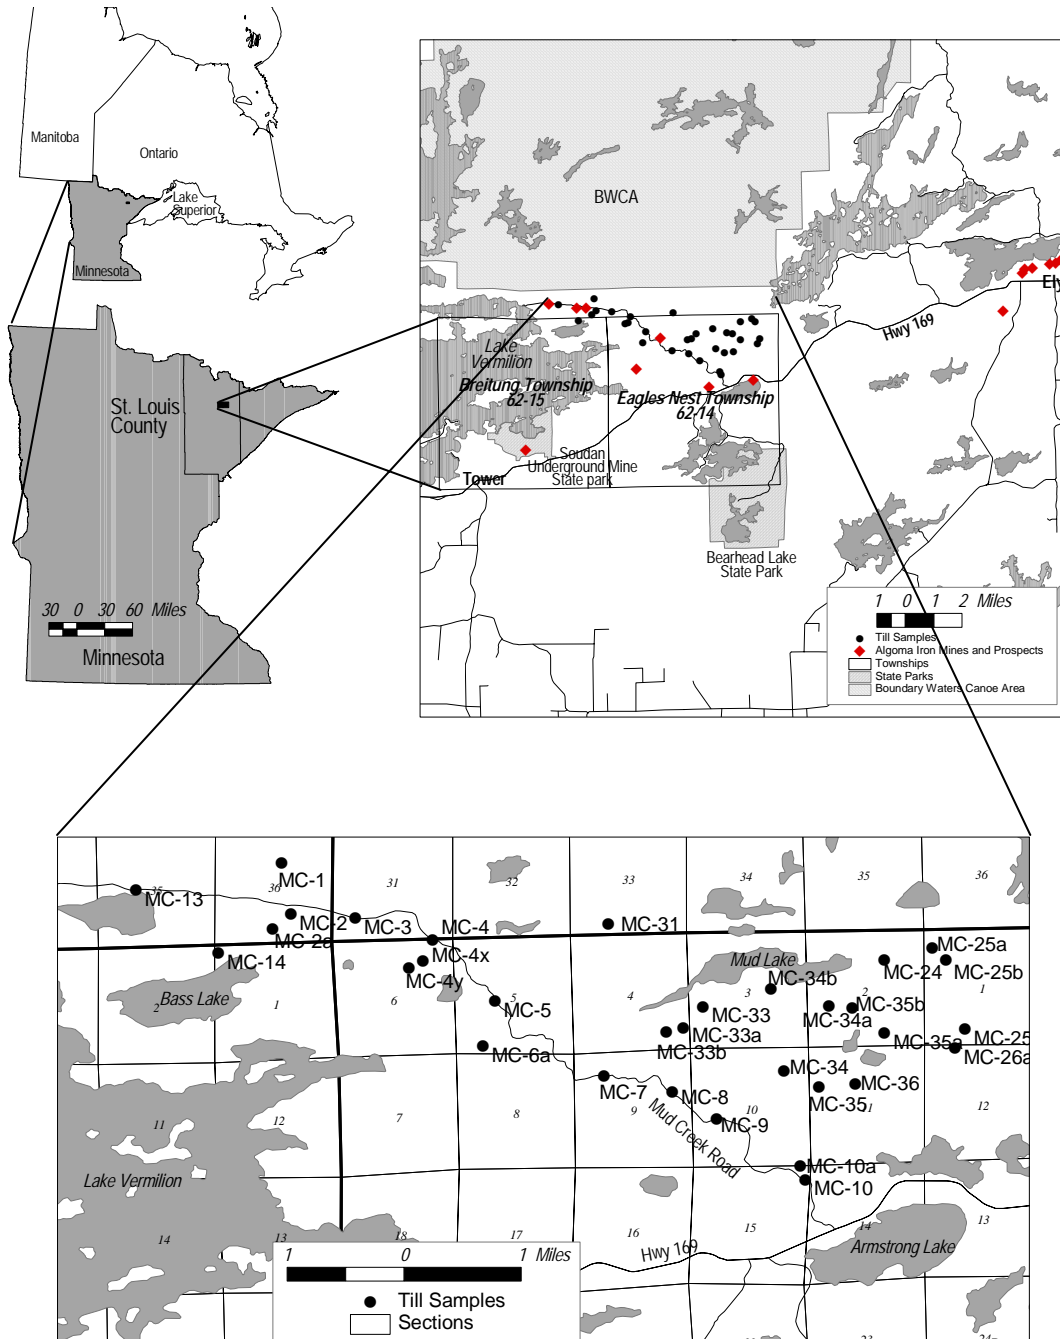 Manitoba
Ontario
Lake
Superior
Minnesota
St. Louis
County
30 0 30 60 Miles
Minnesota
BWCA
Ely
Hwy 169
Lake
Vermilion
Breitung Township
62-15
Eagles Nest Township
62-14
Soudan
Underground Mine
State park
Tower
Bearhead Lake
State Park
1 0 1 2 Miles
Till Samples
Algoma Iron Mines and Prospects
Townships
State Parks
Boundary Waters Canoe Area
35
36
31
32
33
34
35
36
MC-1
MC-13
MC-2
MC-2a
MC-3
MC-4
MC-31
MC-14
MC-4x
MC-4y
MC-25a
MC-24
MC-25b
Mud Lake
MC-34b
Bass Lake
2
1
6
5
4
3
2
1
MC-5
MC-33
MC-34a
MC-35b
MC-33a
MC-33b
MC-35a
MC-25
MC-26a
MC-6a
MC-34
MC-36
MC-35
MC-7
MC-8
MC-9
11
12
7
8
9
10
11
12
Mud Creek Road
MC-10a
MC-10
Lake Vermilion
14
13
18
17
16
15
14
13
Hwy 169
Armstrong Lake
1 0 1 Miles
Till Samples
Sections